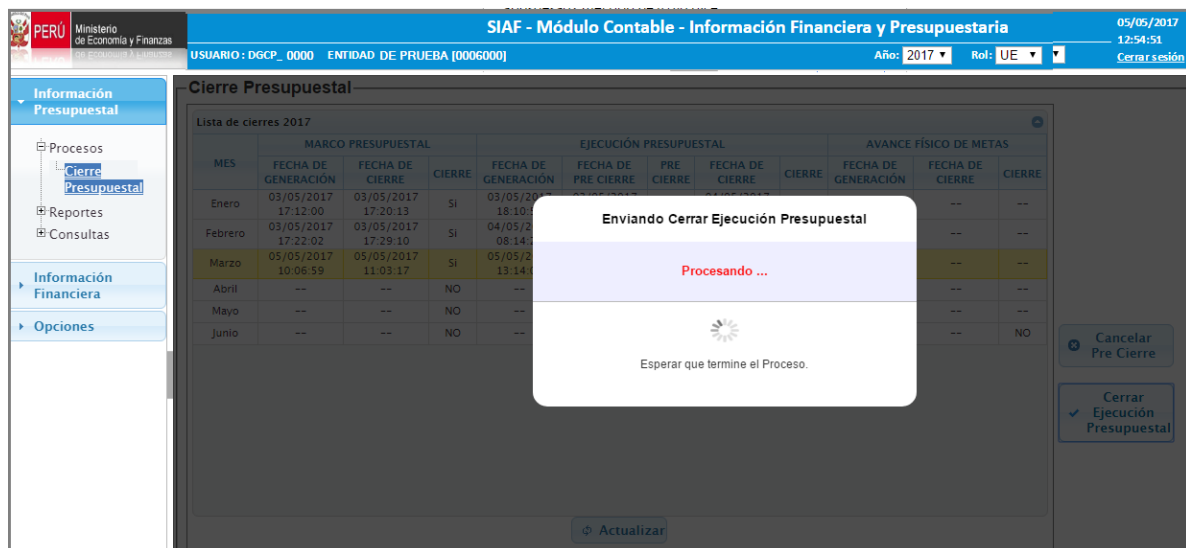 PERÚ Ministerio
de Economía y Finanzas
SIAF - Módulo Contable - Información Financiera y Presupuestaria
05/05/2017
12:54:51
USUARIO : DGCP_ 0000 ENTIDAD DE PRUEBA [0006000]
Año: 2017 Rol: UE
Cerrar sesión
Información
Presupuestal
Procesos
Cierre
Presupuestal
Reportes
Consultas
Información
Financiera
Opciones
Cierre Presupuestal
Lista de cierres 2017
MES MARCO PRESUPUESTAL EJECUCIÓN PRESUPUESTAL AVANCE FÍSICO DE METAS
FECHA DE GENERACIÓN FECHA DE CIERRE CIERRE FECHA DE GENERACIÓN FECHA DE PRE CIERRE PRE CIERRE FECHA DE CIERRE CIERRE FECHA DE GENERACIÓN FECHA DE CIERRE CIERRE
Enero 03/05/2017 17:12:00 03/05/2017 17:20:13 Si -- --
Febrero 03/05/2017 17:22:02 03/05/2017 17:29:10 Si -- --
Marzo 05/05/2017 10:06:59 05/05/2017 11:03:17 Si -- --
Abril -- -- NO -- -- --
Mayo -- -- NO -- -- --
Junio -- -- NO -- -- NO
Enviando Cerrar Ejecución Presupuestal
Procesando ...
Esperar que termine el Proceso.
Cancelar
Pre Cierre
Cerrar
Ejecución
Presupuestal
Actualizar